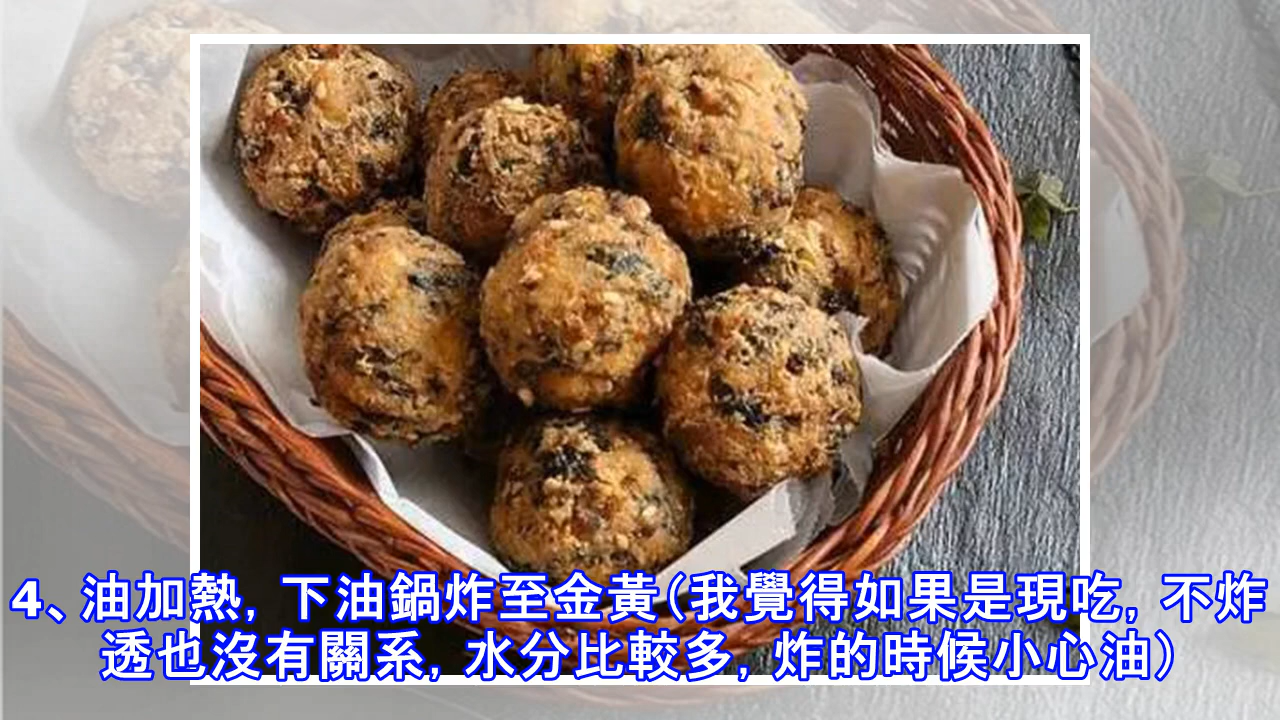 4、油加熱, 下油鍋炸至金黃(我覺得如果是現吃, 不炸
透也沒有關系, 水分比較多, 炸的時候小心油)